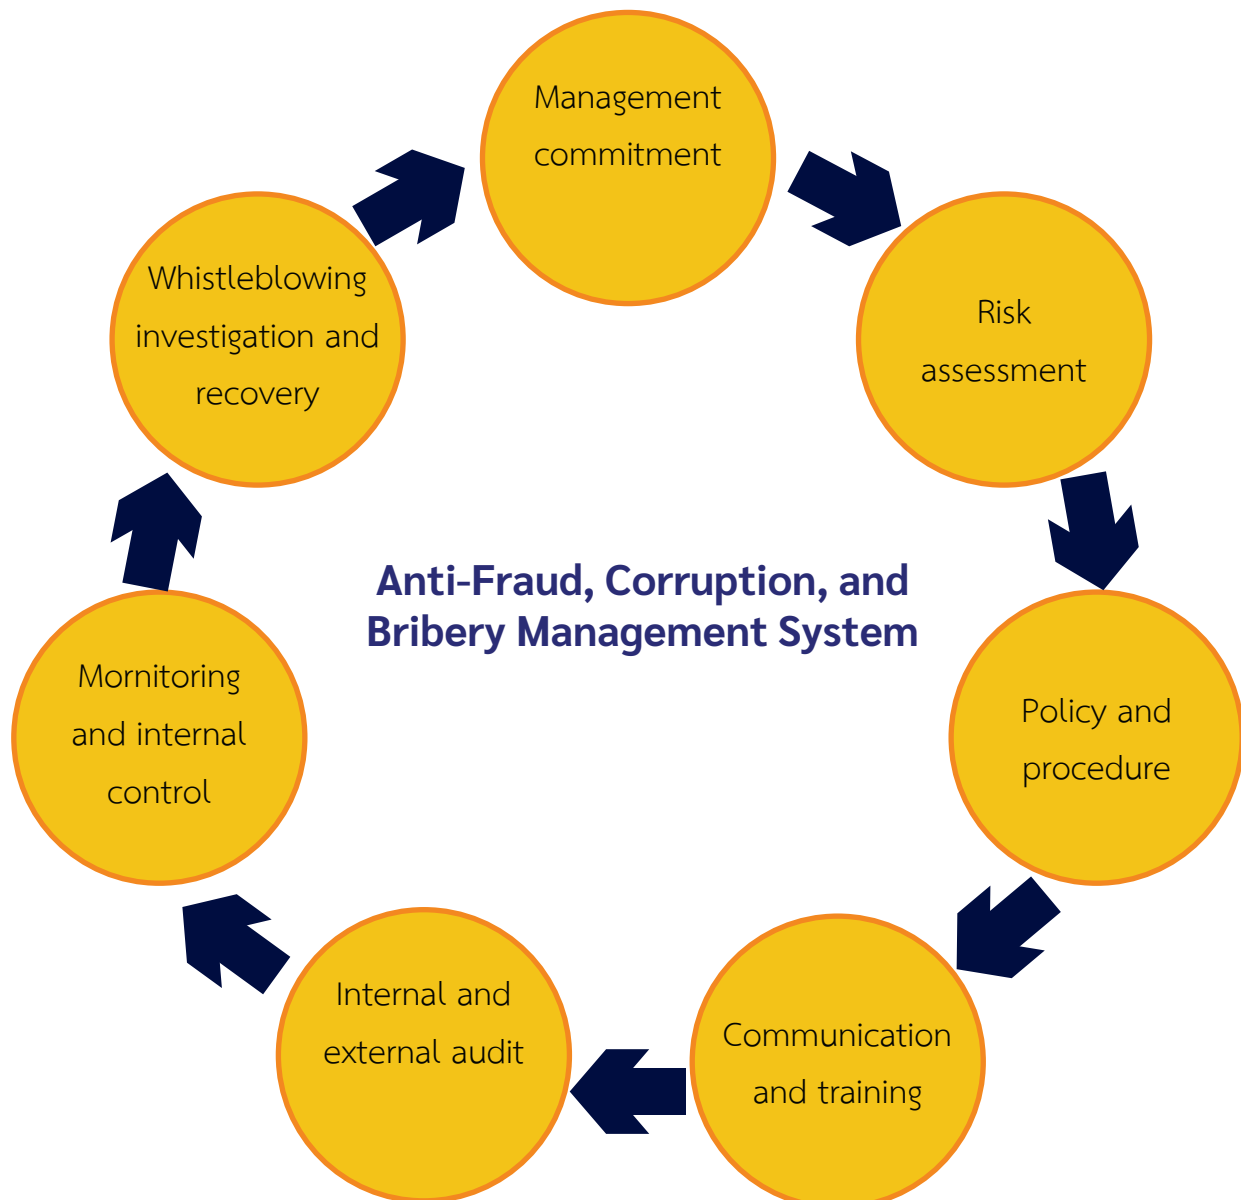 Management
commitment
Risk
assessment
Policy and
procedure
Communication
and training
Internal and
external audit
Mornitoring
and internal
control
Whistleblowing
investigation and
recovery
Anti-Fraud, Corruption, and
Bribery Management System